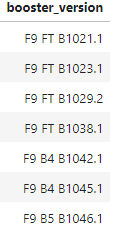 booster_version
F9 FT B1021.1
F9 FT B1023.1
F9 FT B1029.2
F9 FT B1038.1
F9 B4 B1042.1
F9 B4 B1045.1
F9 B5 B1046.1